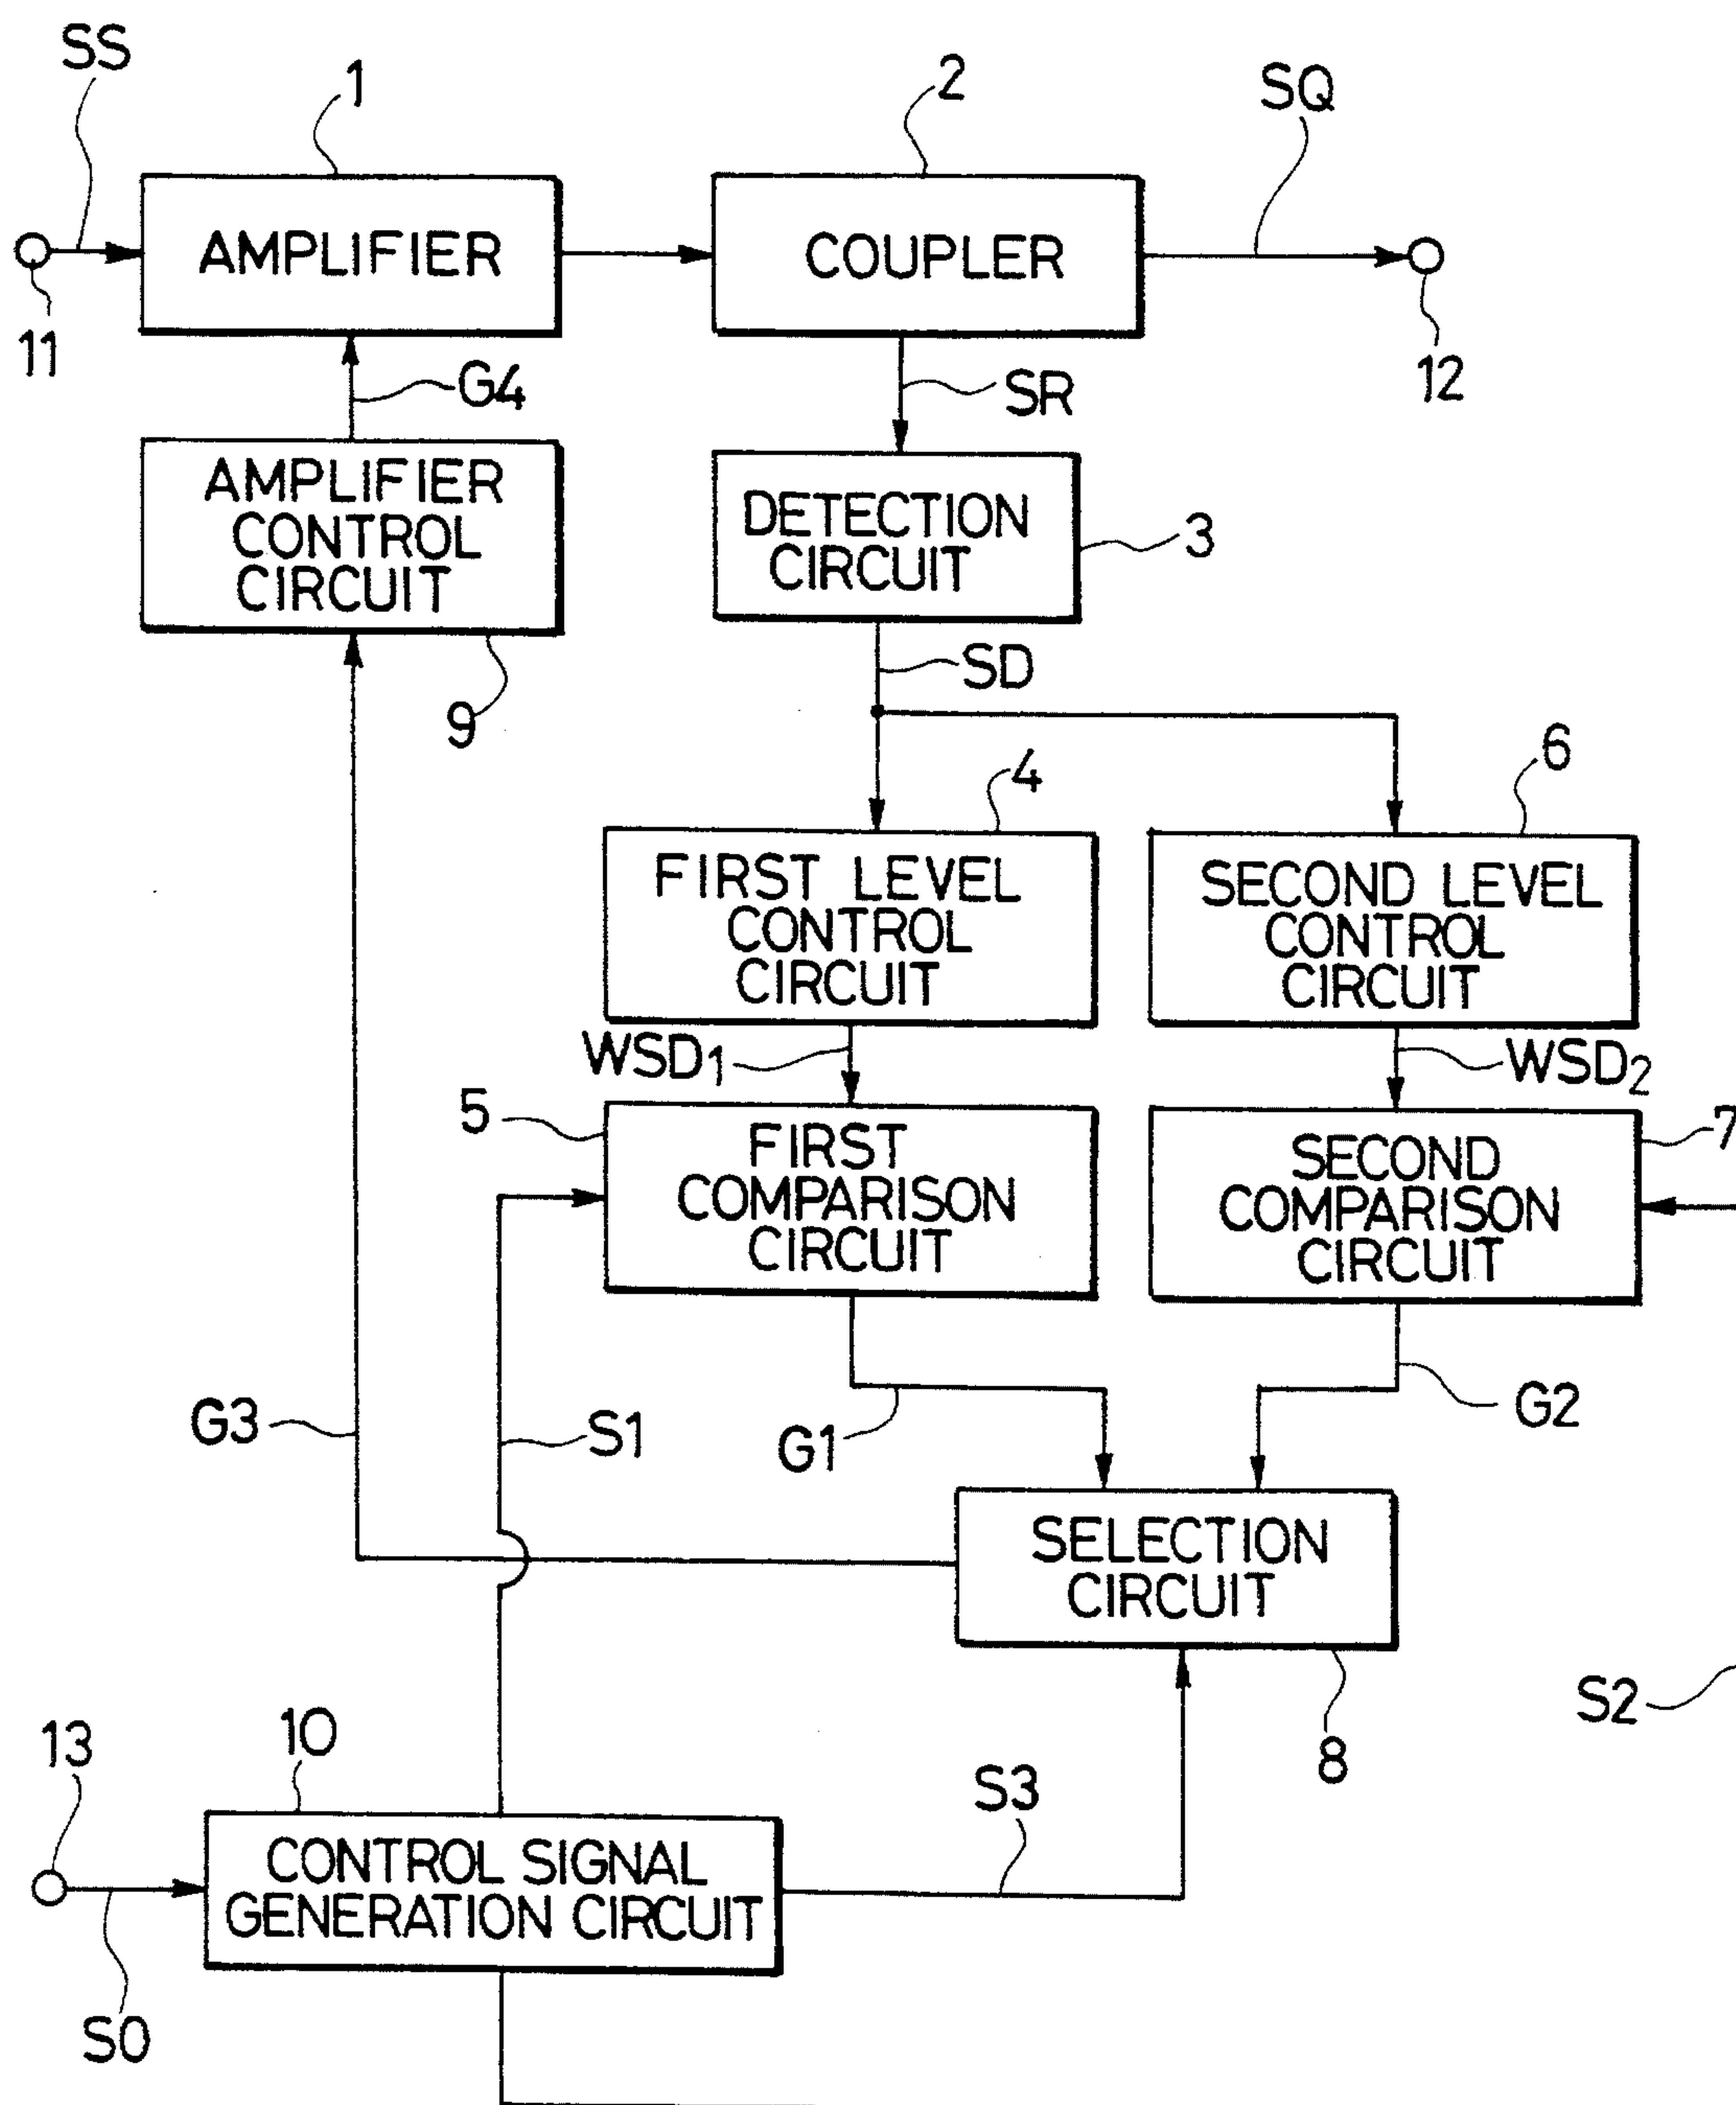 SS
1
2
SQ
AMPLIFIER
COUPLER
11
12
G4
SR
AMPLIFIER
CONTROL
CIRCUIT
DETECTION
CIRCUIT
3
9
SD
4
6
FIRST LEVEL
CONTROL
CIRCUIT
SECOND LEVEL
CONTROL
CIRCUIT
WSD1
WSD2
5
7
FIRST
COMPARISON
CIRCUIT
SECOND
COMPARISON
CIRCUIT
G3
S1
G1
G2
SELECTION
CIRCUIT
S2
8
13
10
S3
CONTROL SIGNAL
GENERATION CIRCUIT
S0